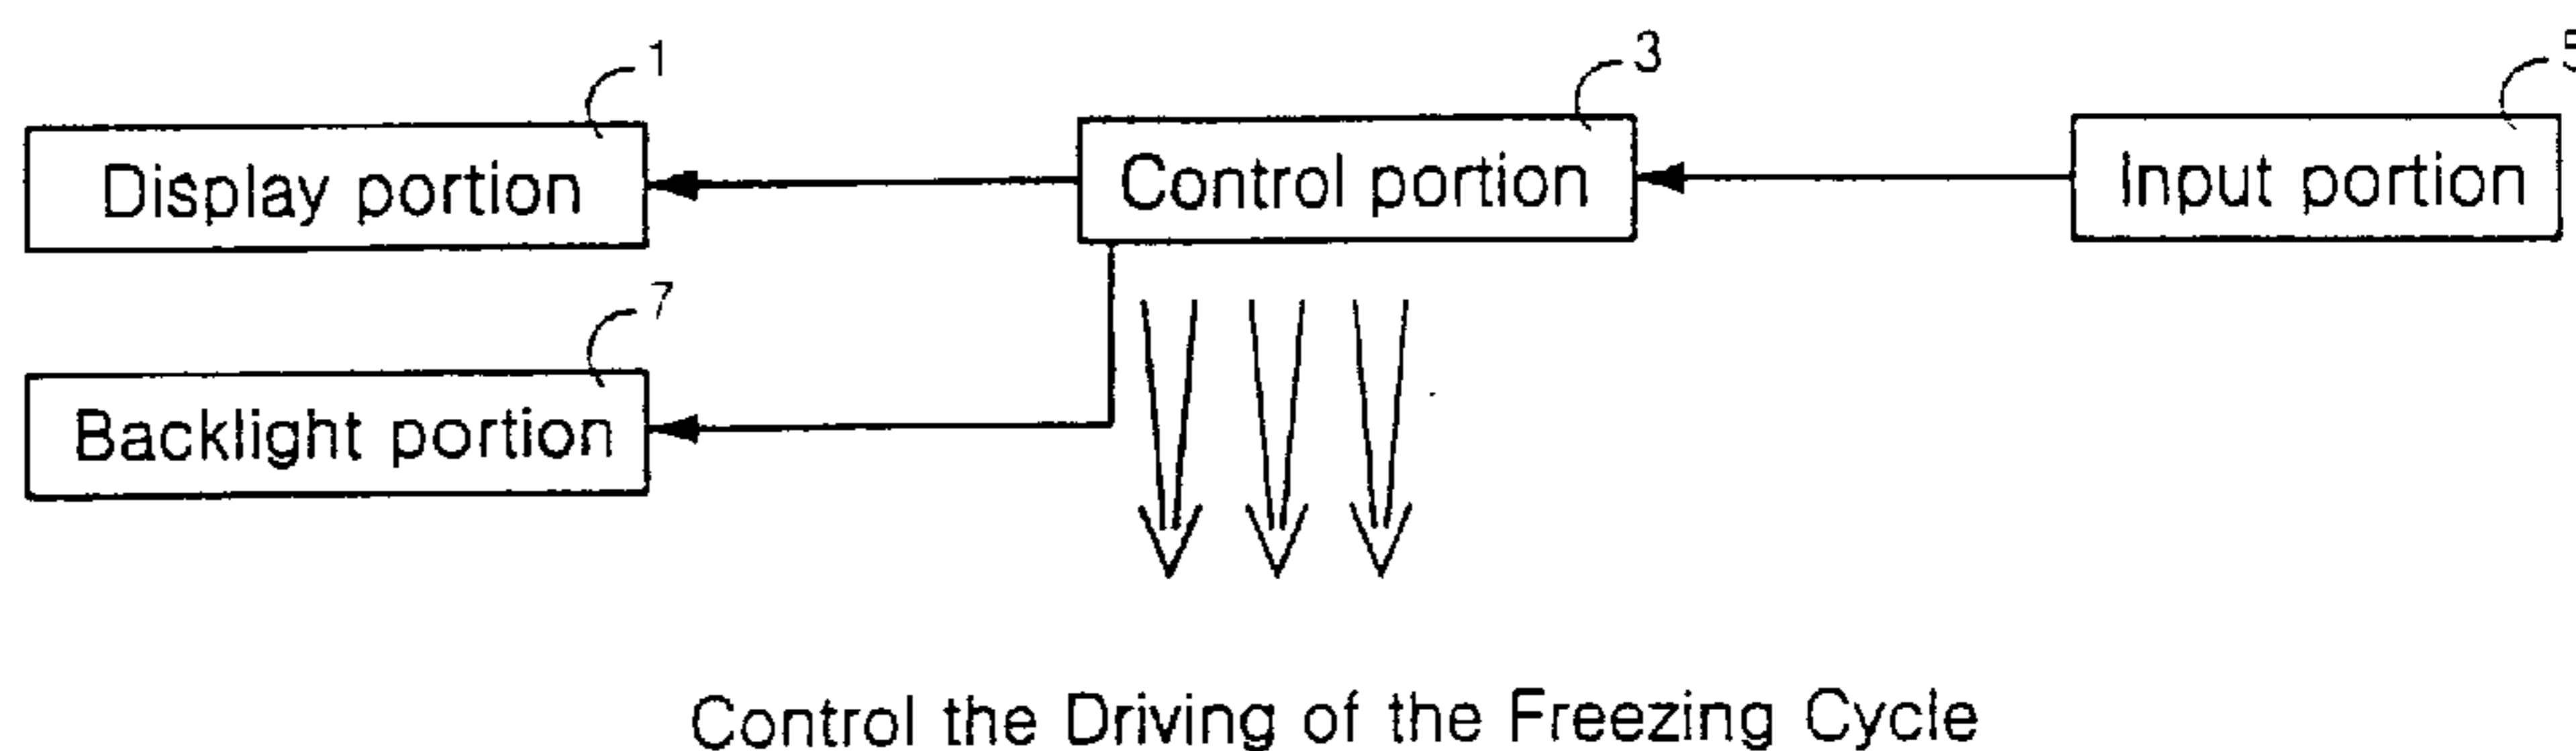 1
3
5
Display portion
Control portion
Input portion
7
Backlight portion
Control the Driving of the Freezing Cycle